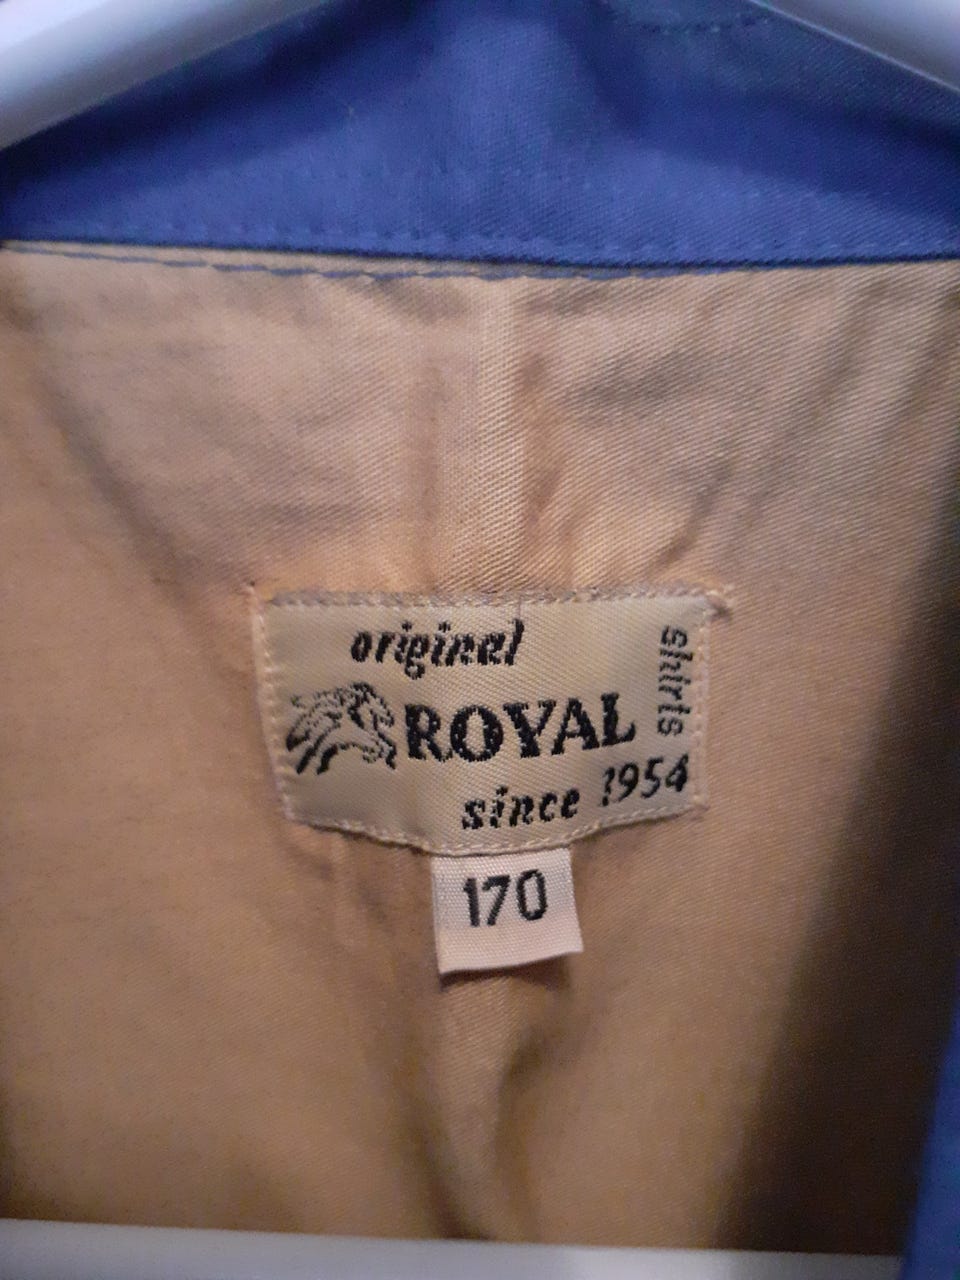 original
ROYAL
shirts
since 1954
170